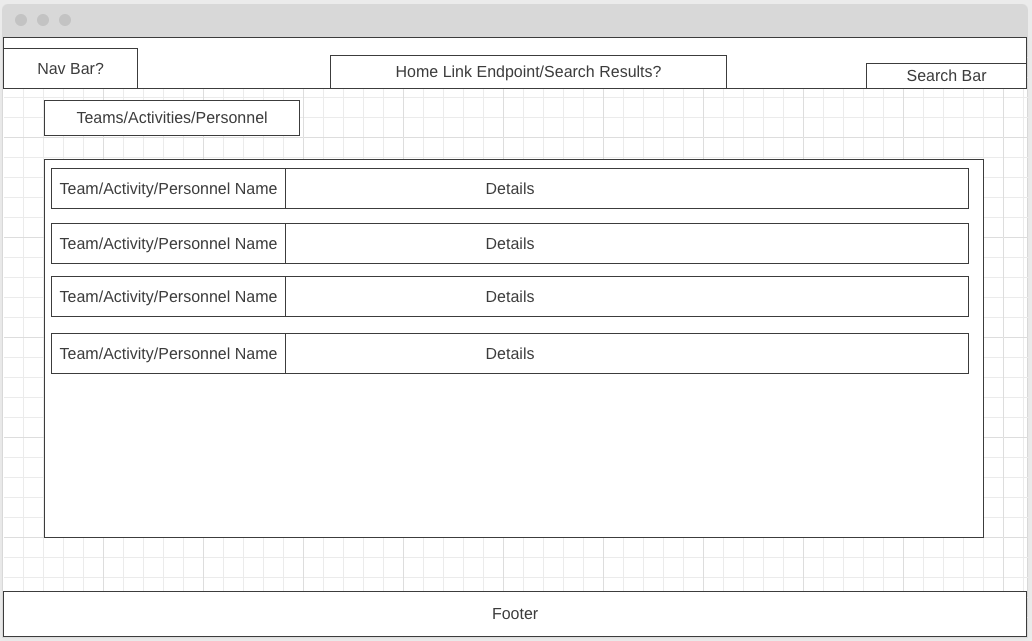 Nav Bar?
Home Link Endpoint/Search Results?
Search Bar
Teams/Activities/Personnel
Team/Activity/Personnel Name
Details
Team/Activity/Personnel Name
Details
Team/Activity/Personnel Name
Details
Team/Activity/Personnel Name
Details
Footer